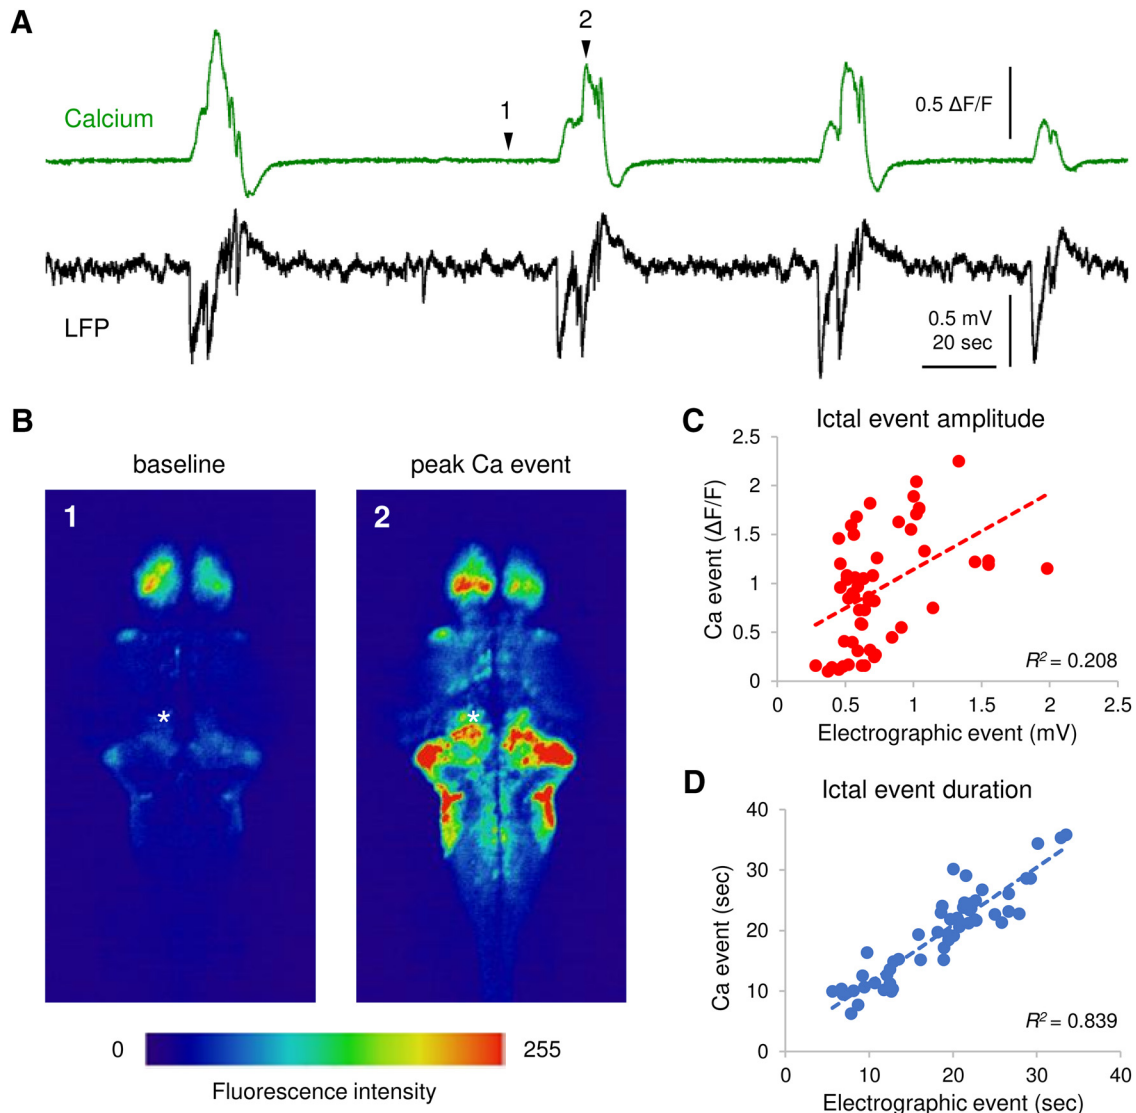 A
2
1
Calcium
0.5 ΔF/F
LFP
0.5 mV
20 sec
B
baseline
peak Ca event
1
2
*
*
0
255
Fluorescence intensity
C
Ictal event amplitude
2.5
2
1.5
1
0.5
0
0
0.5
1
1.5
2
2.5
Ca event (ΔF/F)
R² = 0.208
Electrographic event (mV)
D
Ictal event duration
40
30
20
10
0
0
10
20
30
40
Ca event (sec)
R² = 0.839
Electrographic event (sec)